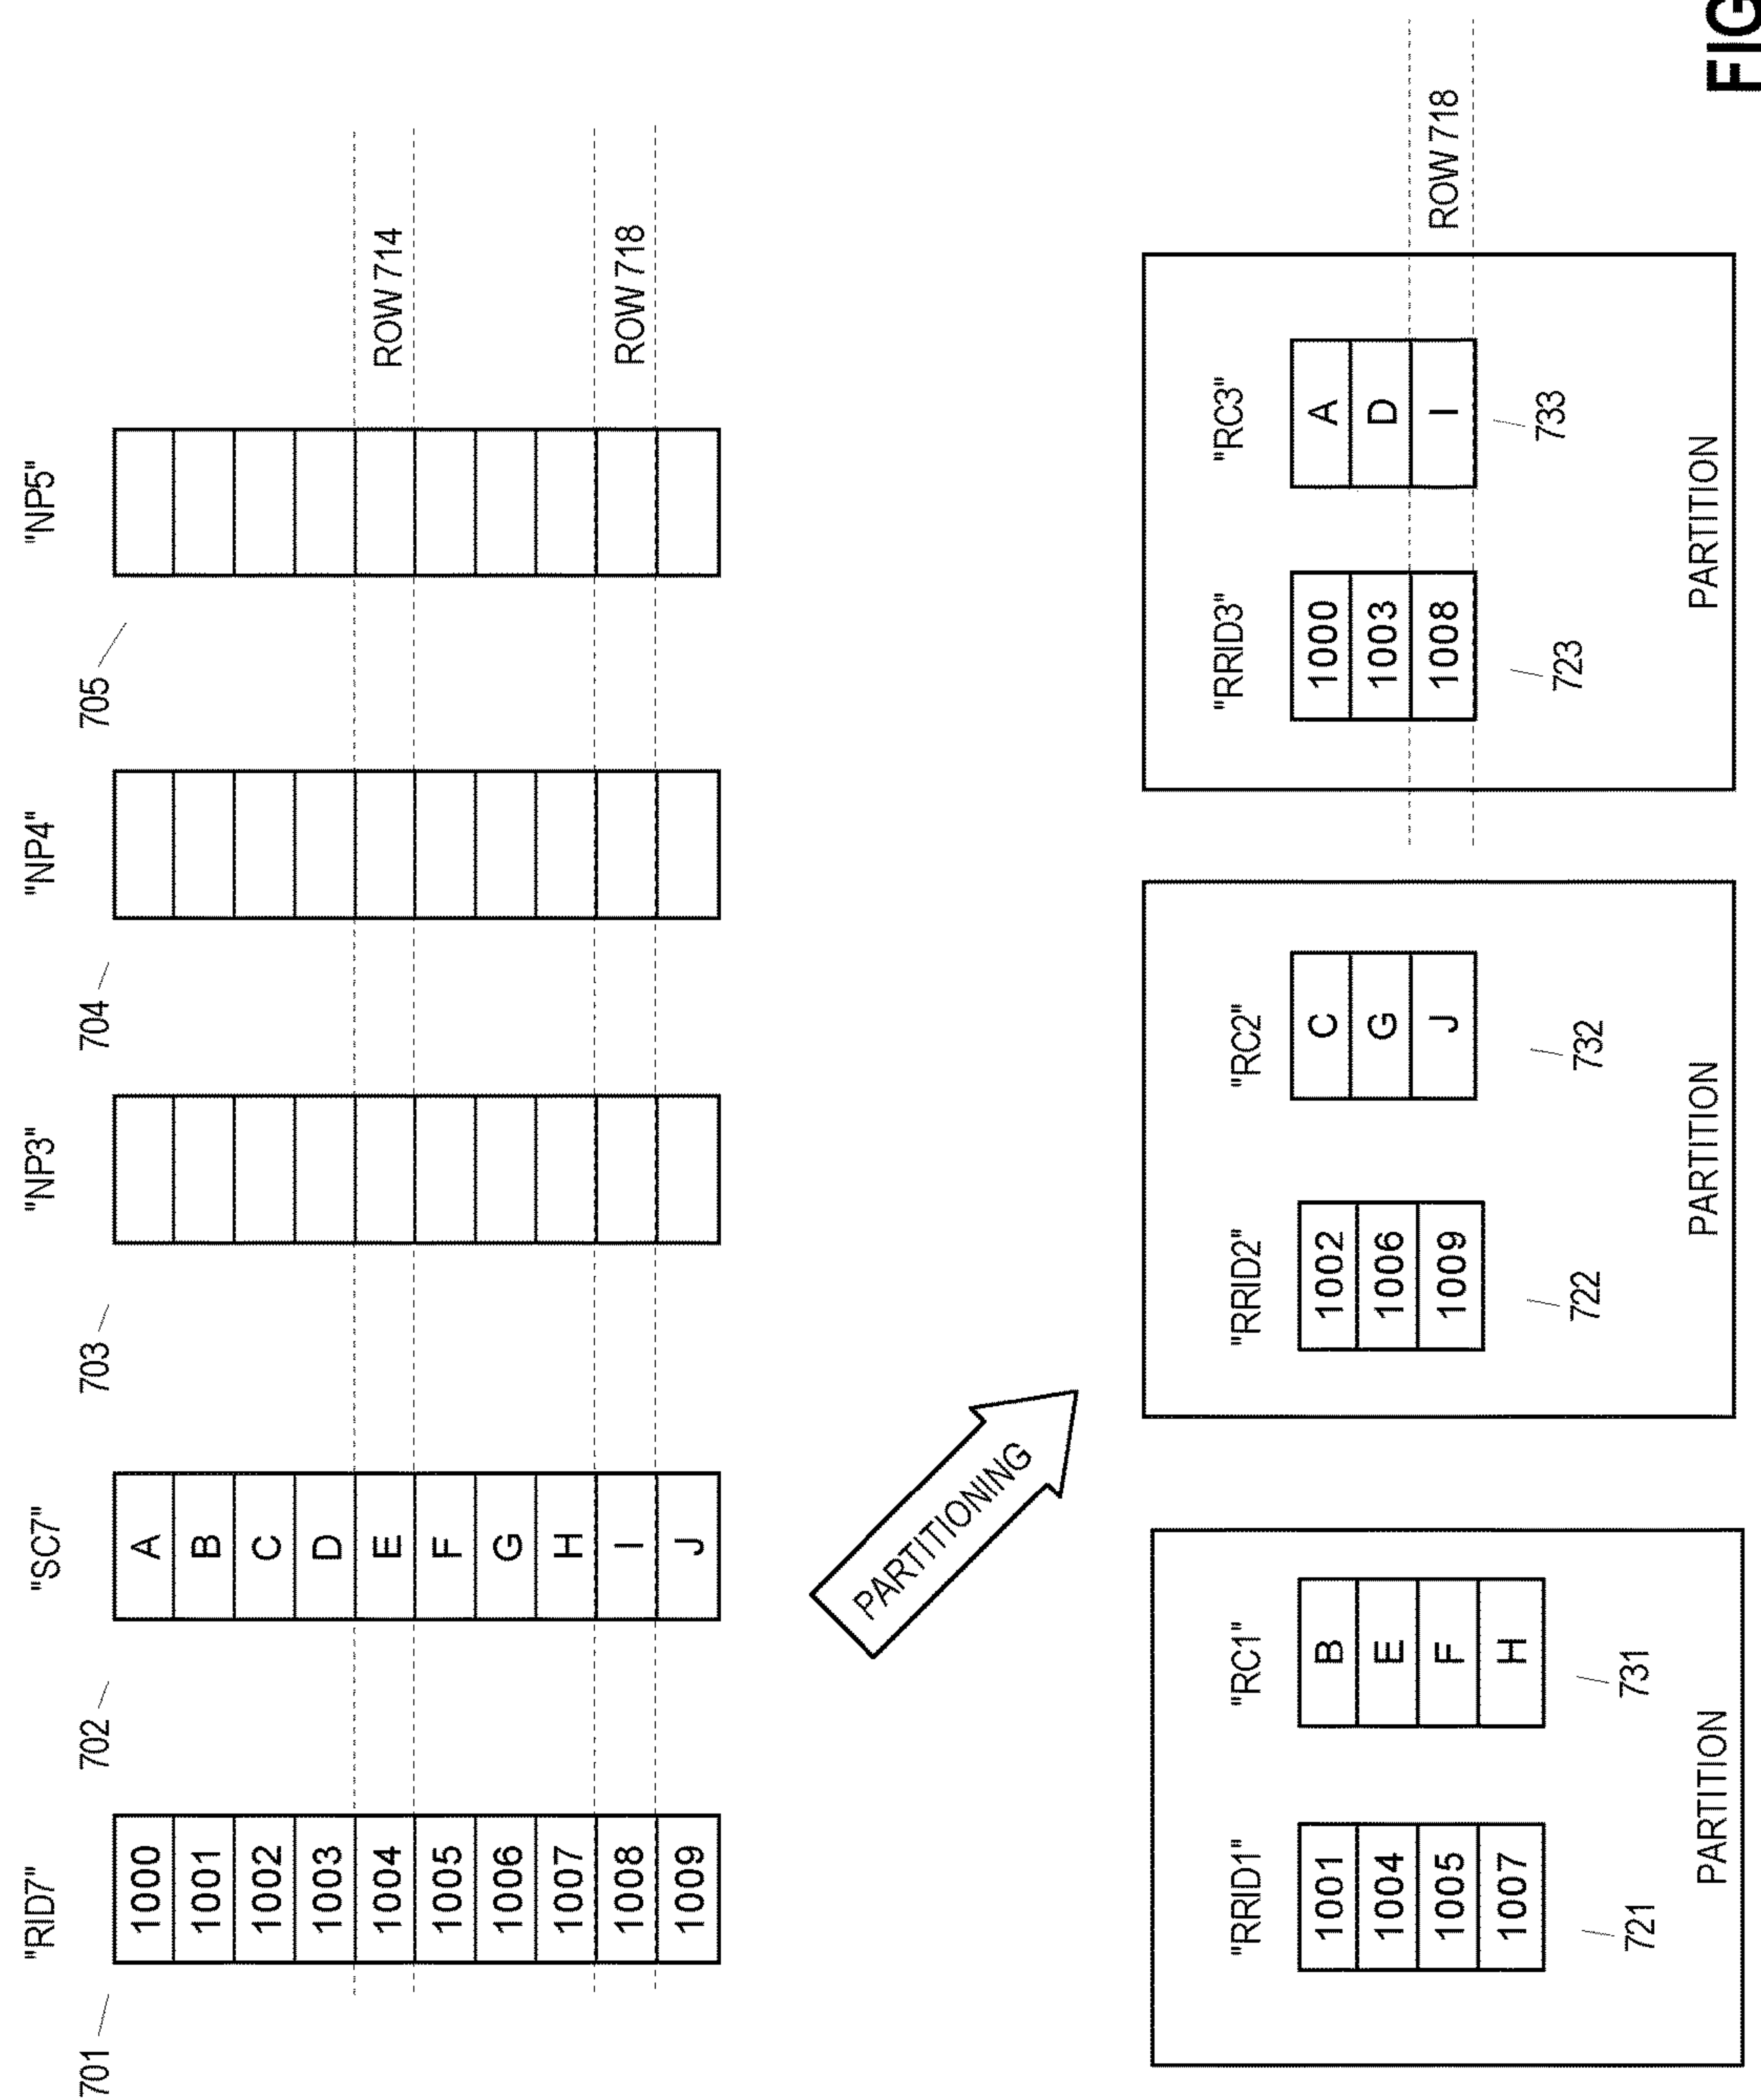 "RID7" "SC7" "NP3" "NP4" "NP5"
701 702 703 704 705
1000 A
1001 B
1002 C
1003 D
1004 E ROW 714
1005 F
1006 G
1007 H
1008 I ROW 718
1009 J
PARTITIONING
"RRID1" "RC1" "RRID2" "RC2" "RRID3" "RC3"
1001 B 1002 C 1000 A
1004 E 1006 G 1003 D
1005 F 1009 J 1008 I ROW 718
1007 H
721 731 722 732 723 733
PARTITION PARTITION PARTITION
FIG